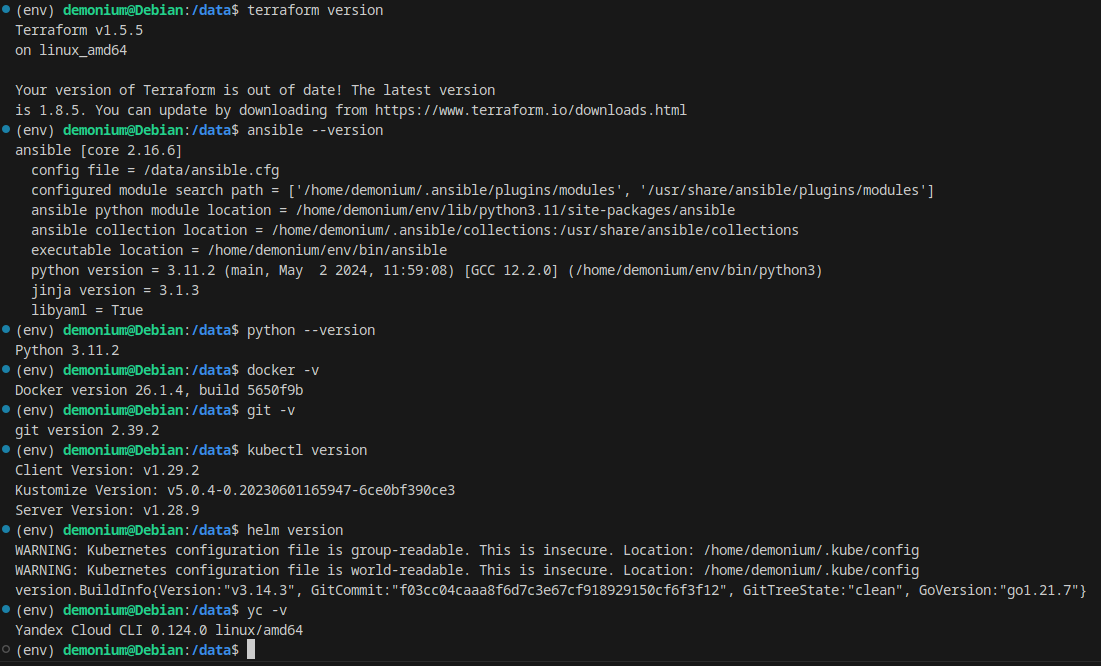 (env) demonium@Debian:/data$ terraform version
Terraform v1.5.5
on linux_amd64
Your version of Terraform is out of date! The latest version
is 1.8.5. You can update by downloading from https://www.terraform.io/downloads.html
(env) demonium@Debian:/data$ ansible --version
ansible [core 2.16.6]
config file = /data/ansible.cfg
configured module search path = ['/home/demonium/.ansible/plugins/modules', '/usr/share/ansible/plugins/modules']
ansible python module location = /home/demonium/env/lib/python3.11/site-packages/ansible
ansible collection location = /home/demonium/.ansible/collections:/usr/share/ansible/collections
executable location = /home/demonium/env/bin/ansible
python version = 3.11.2 (main, May  2 2024, 11:59:08) [GCC 12.2.0] (/home/demonium/env/bin/python3)
jinja version = 3.1.3
libyaml = True
(env) demonium@Debian:/data$ python --version
Python 3.11.2
(env) demonium@Debian:/data$ docker -v
Docker version 26.1.4, build 5650f9b
(env) demonium@Debian:/data$ git -v
git version 2.39.2
(env) demonium@Debian:/data$ kubectl version
Client Version: v1.29.2
Kustomize Version: v5.0.4-0.20230601165947-6ce0bf390ce3
Server Version: v1.28.9
(env) demonium@Debian:/data$ helm version
WARNING: Kubernetes configuration file is group-readable. This is insecure. Location: /home/demonium/.kube/config
WARNING: Kubernetes configuration file is world-readable. This is insecure. Location: /home/demonium/.kube/config
version.BuildInfo{Version:"v3.14.3", GitCommit:"f03cc04caaa8f6d7c3e67cf918929150cf6f3f12", GitTreeState:"clean", GoVersion:"go1.21.7"}
(env) demonium@Debian:/data$ yc -v
Yandex Cloud CLI 0.124.0 linux/amd64
(env) demonium@Debian:/data$